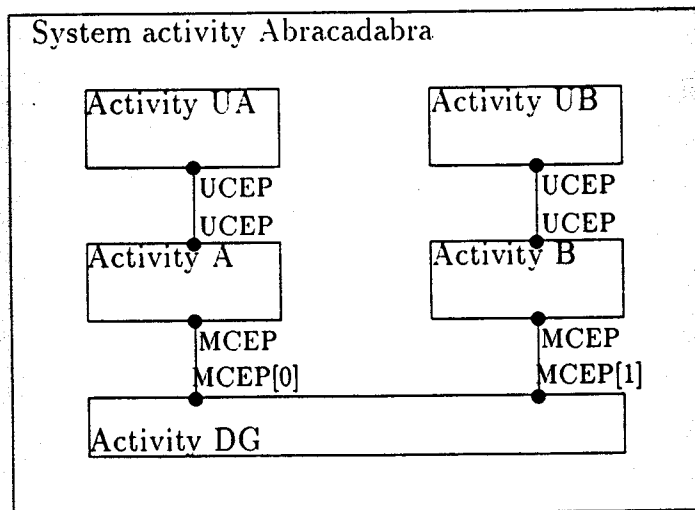 System activity Abracadabra
Activity UA
Activity UB
UCEP
UCEP
UCEP
UCEP
Activity A
Activity B
MCEP
MCEP
MCEP[0]
MCEP[1]
Activity DG